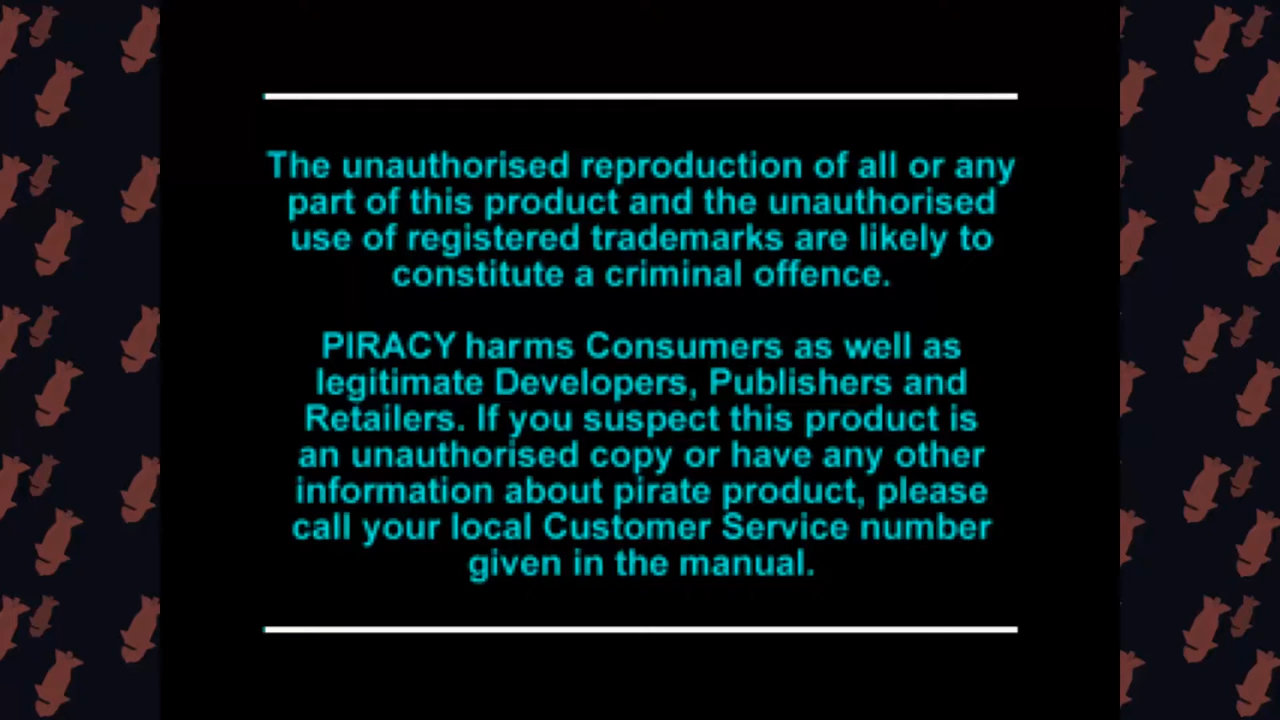 The unauthorised reproduction of all or any
part of this product and the unauthorised
use of registered trademarks are likely to
constitute a criminal offence.
PIRACY harms Consumers as well as
legitimate Developers, Publishers and
Retailers. If you suspect this product is
an unauthorised copy or have any other
information about pirate product, please
call your local Customer Service number
given in the manual.